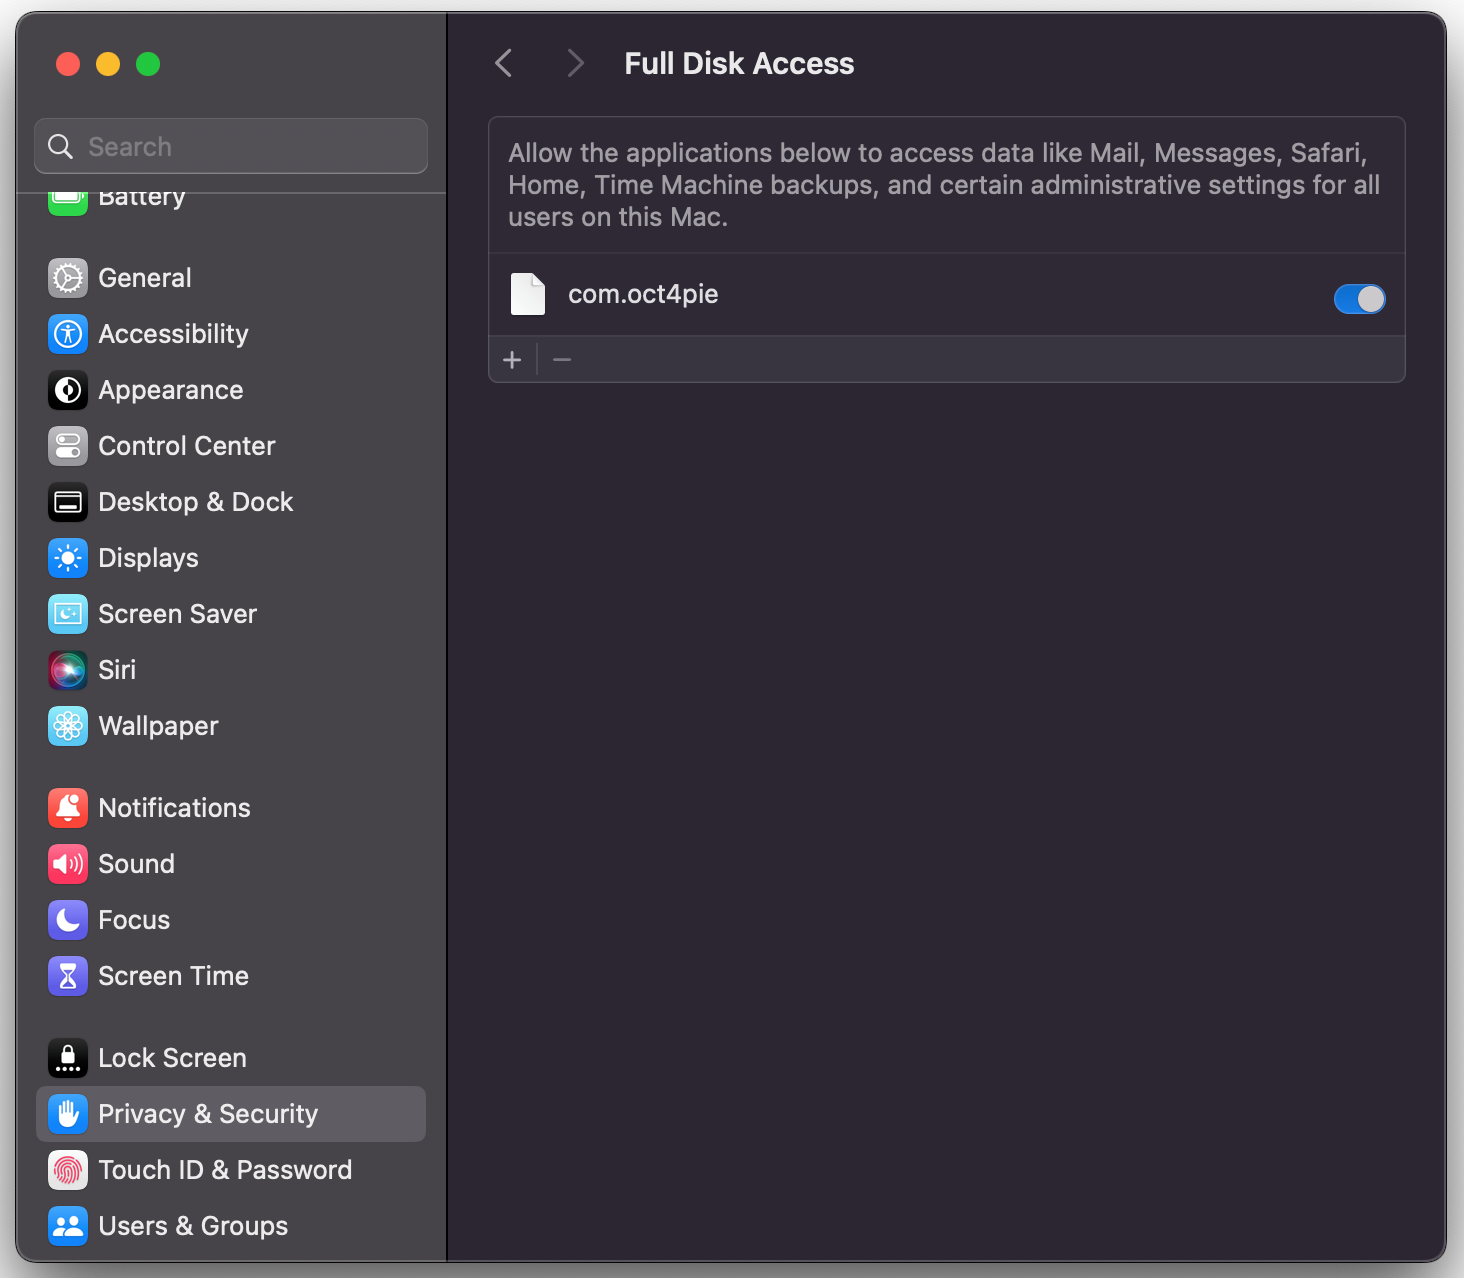 Search
Battery
General
Accessibility
Appearance
Control Center
Desktop & Dock
Displays
Screen Saver
Siri
Wallpaper
Notifications
Sound
Focus
Screen Time
Lock Screen
Privacy & Security
Touch ID & Password
Users & Groups
Full Disk Access
Allow the applications below to access data like Mail, Messages, Safari,
Home, Time Machine backups, and certain administrative settings for all
users on this Mac.
com.oct4pie